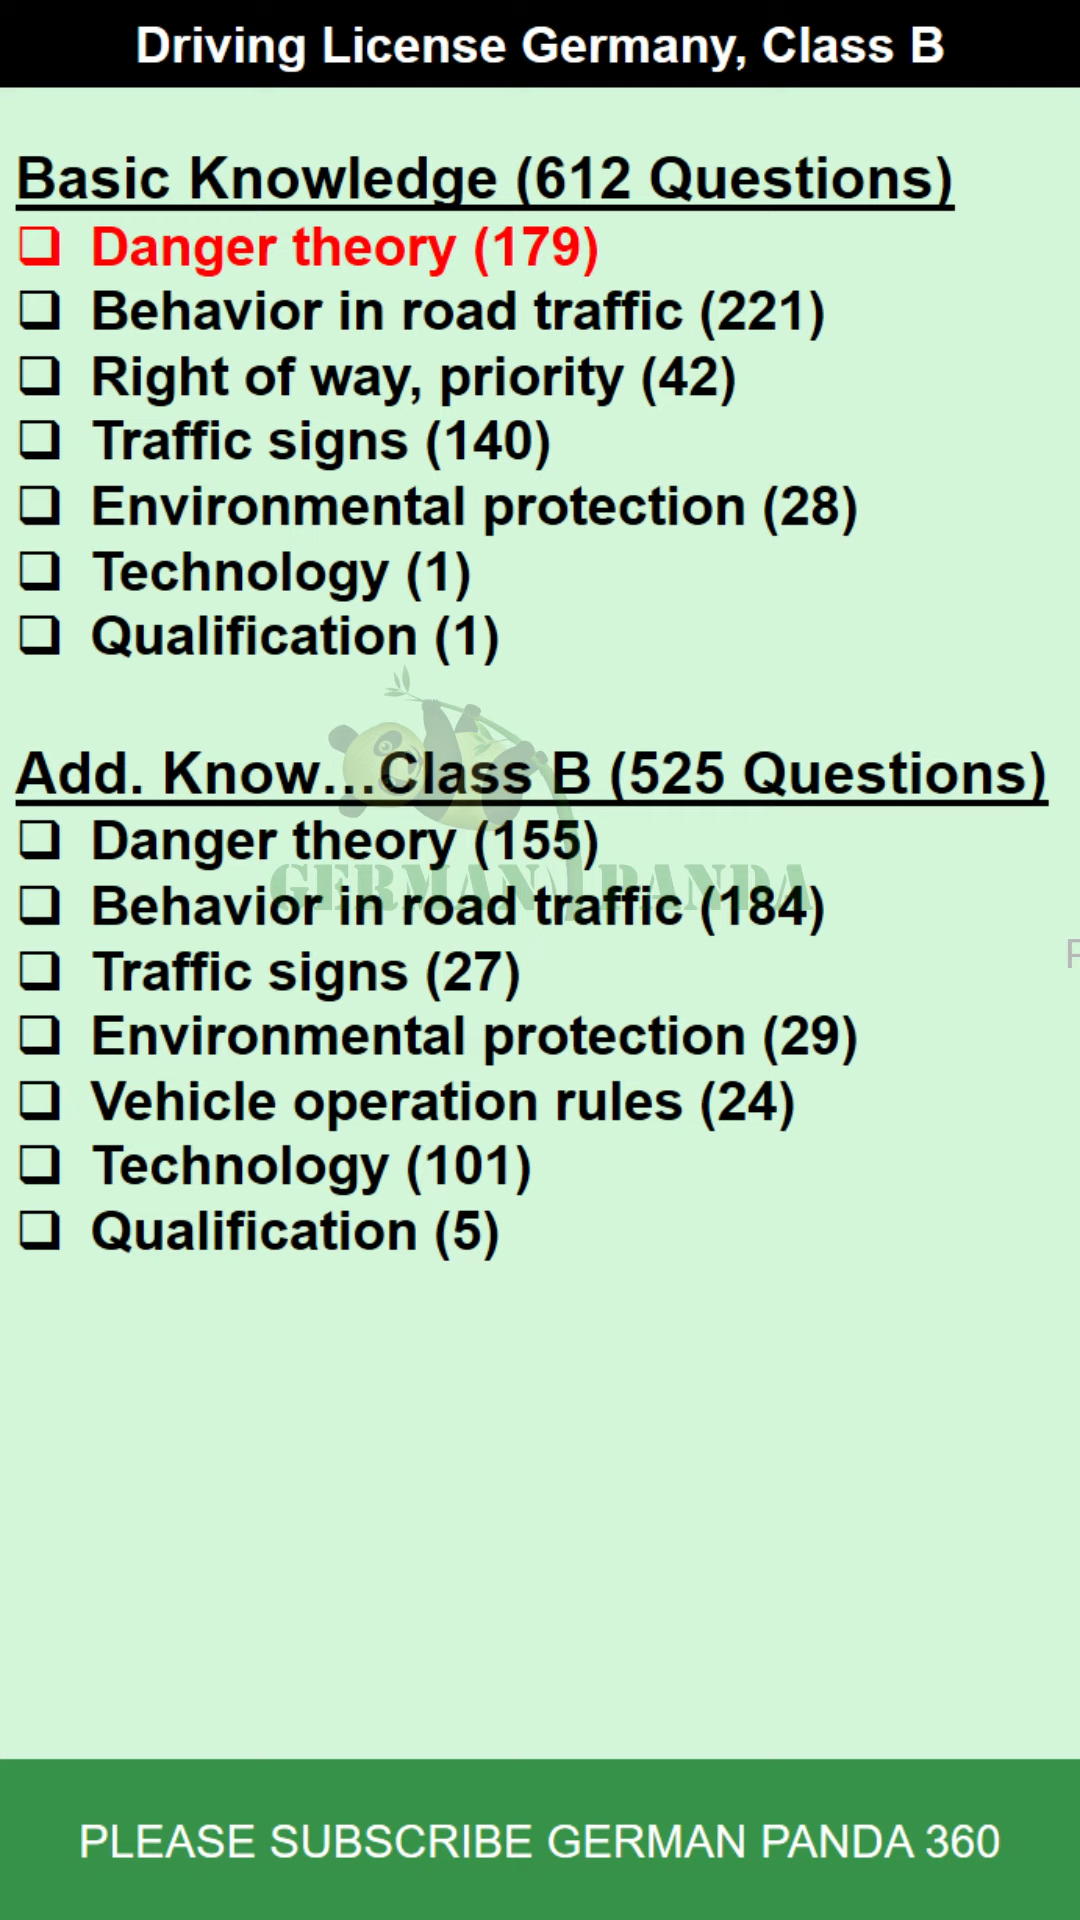 Driving License Germany, Class B
Basic Knowledge (612 Questions)
❑ Danger theory (179)
❑ Behavior in road traffic (221)
❑ Right of way, priority (42)
❑ Traffic signs (140)
❑ Environmental protection (28)
❑ Technology (1)
❑ Qualification (1)
Add. Know...Class B (525 Questions)
❑ Danger theory (155)
GERMAN PANDA
❑ Behavior in road traffic (184)
❑ Traffic signs (27)
❑ Environmental protection (29)
❑ Vehicle operation rules (24)
❑ Technology (101)
❑ Qualification (5)
PLEASE SUBSCRIBE GERMAN PANDA 360